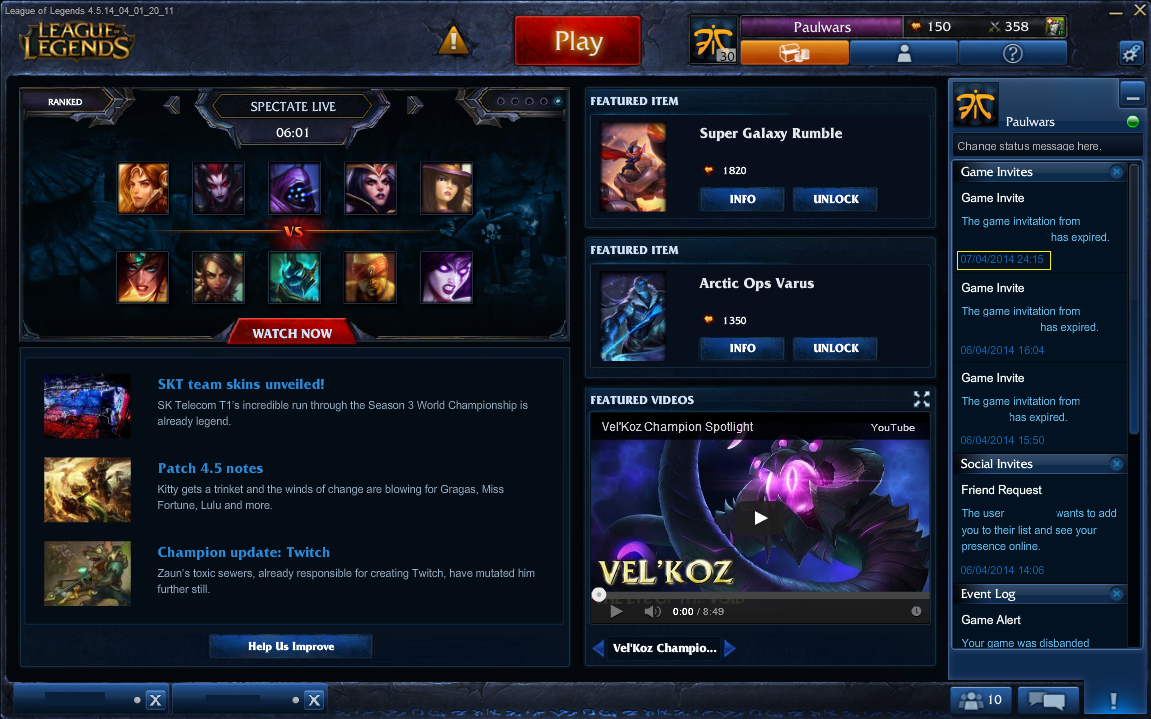 League of Legends 4.5.14_04_01_20_11
LEAGUE OF LEGENDS
Play
30
Paulwars
150
358
?
RANKED
SPECTATE LIVE
06:01
VS
WATCH NOW
SKT team skins unveiled!
SK Telecom T1's incredible run through the Season 3 World Championship is
already legend.
Patch 4.5 notes
Kitty gets a trinket and the winds of change are blowing for Gragas, Miss
Fortune, Lulu and more.
Champion update: Twitch
Zaun's toxic sewers, already responsible for creating Twitch, have mutated him
further still.
Help Us Improve
FEATURED ITEM
Super Galaxy Rumble
1820
INFO
UNLOCK
FEATURED ITEM
Arctic Ops Varus
1350
INFO
UNLOCK
FEATURED VIDEOS
Vel'Koz Champion Spotlight
YouTube
VEL'KOZ
THE EYE OF THE VOID
0:00 / 8:49
Vel'Koz Champio...
Paulwars
Change status message here.
Game Invites
Game Invite
The game invitation from
has expired.
07/04/2014 24:15
Game Invite
The game invitation from
has expired.
06/04/2014 16:04
Game Invite
The game invitation from
has expired.
06/04/2014 15:50
Social Invites
Friend Request
The user wants to add
you to their list and see your
presence online.
06/04/2014 14:06
Event Log
Game Alert
Your game was disbanded
X
X
10
!